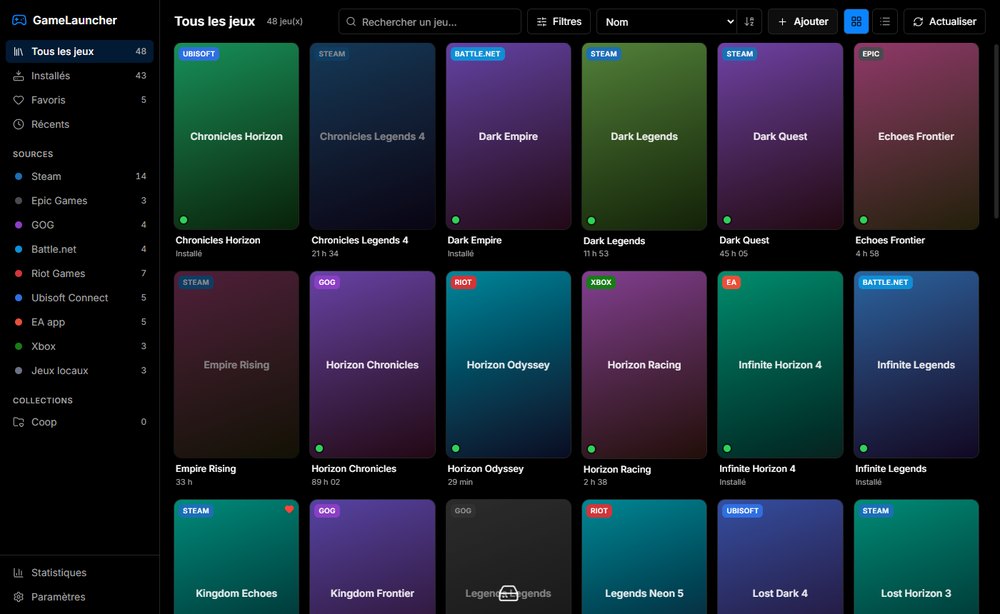 GameLauncher
Tous les jeux 48
Installés 43
Favoris 5
Récents
SOURCES
Steam 14
Epic Games 3
GOG 4
Battle.net 4
Riot Games 7
Ubisoft Connect 5
EA app 5
Xbox 3
Jeux locaux 3
COLLECTIONS
Coop 0
Statistiques
Paramètres
Tous les jeux 48 jeu(x) Rechercher un jeu... Filtres Nom Ajouter Actualiser
UBISOFT
Chronicles Horizon
Chronicles Horizon
Installé
STEAM
Chronicles Legends 4
Chronicles Legends 4
21 h 34
BATTLE.NET
Dark Empire
Dark Empire
Installé
STEAM
Dark Legends
Dark Legends
11 h 53
STEAM
Dark Quest
Dark Quest
45 h 05
EPIC
Echoes Frontier
Echoes Frontier
4 h 58
STEAM
Empire Rising
Empire Rising
33 h
GOG
Horizon Chronicles
Horizon Chronicles
89 h 02
RIOT
Horizon Odyssey
Horizon Odyssey
29 min
XBOX
Horizon Racing
Horizon Racing
2 h 38
EA
Infinite Horizon 4
Infinite Horizon 4
Installé
BATTLE.NET
Infinite Legends
Infinite Legends
Installé
STEAM
Kingdom Echoes
GOG
Kingdom Frontier
GOG
Legends Legends
RIOT
Legends Neon 5
UBISOFT
Lost Dark 4
STEAM
Lost Horizon 3